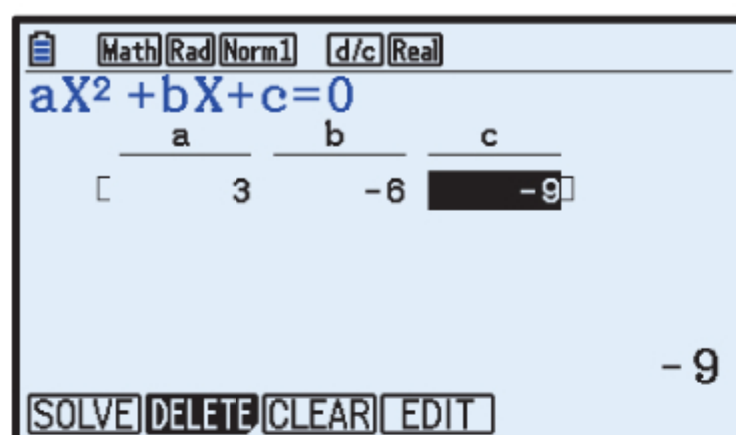 Math Rad Norm1 d/c Real
aX² +bX+c=0
a b c
[ 3 -6 -9 ]
-9
SOLVE DELETE CLEAR EDIT